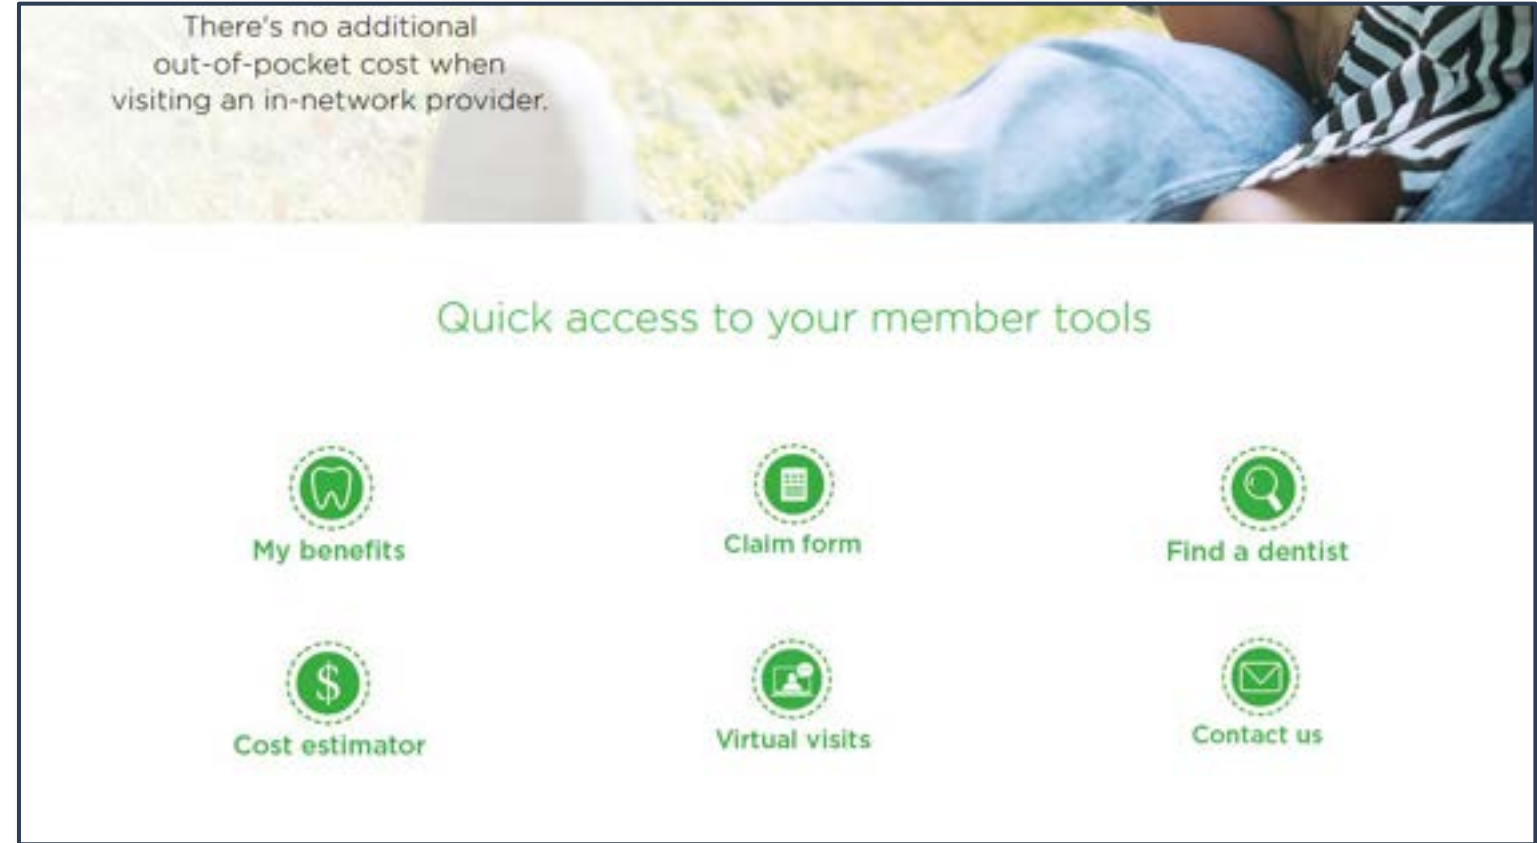 There's no additional
out-of-pocket cost when
visiting an in-network provider.
Quick access to your member tools
My benefits
Claim form
Find a dentist
$
Cost estimator
Virtual visits
Contact us